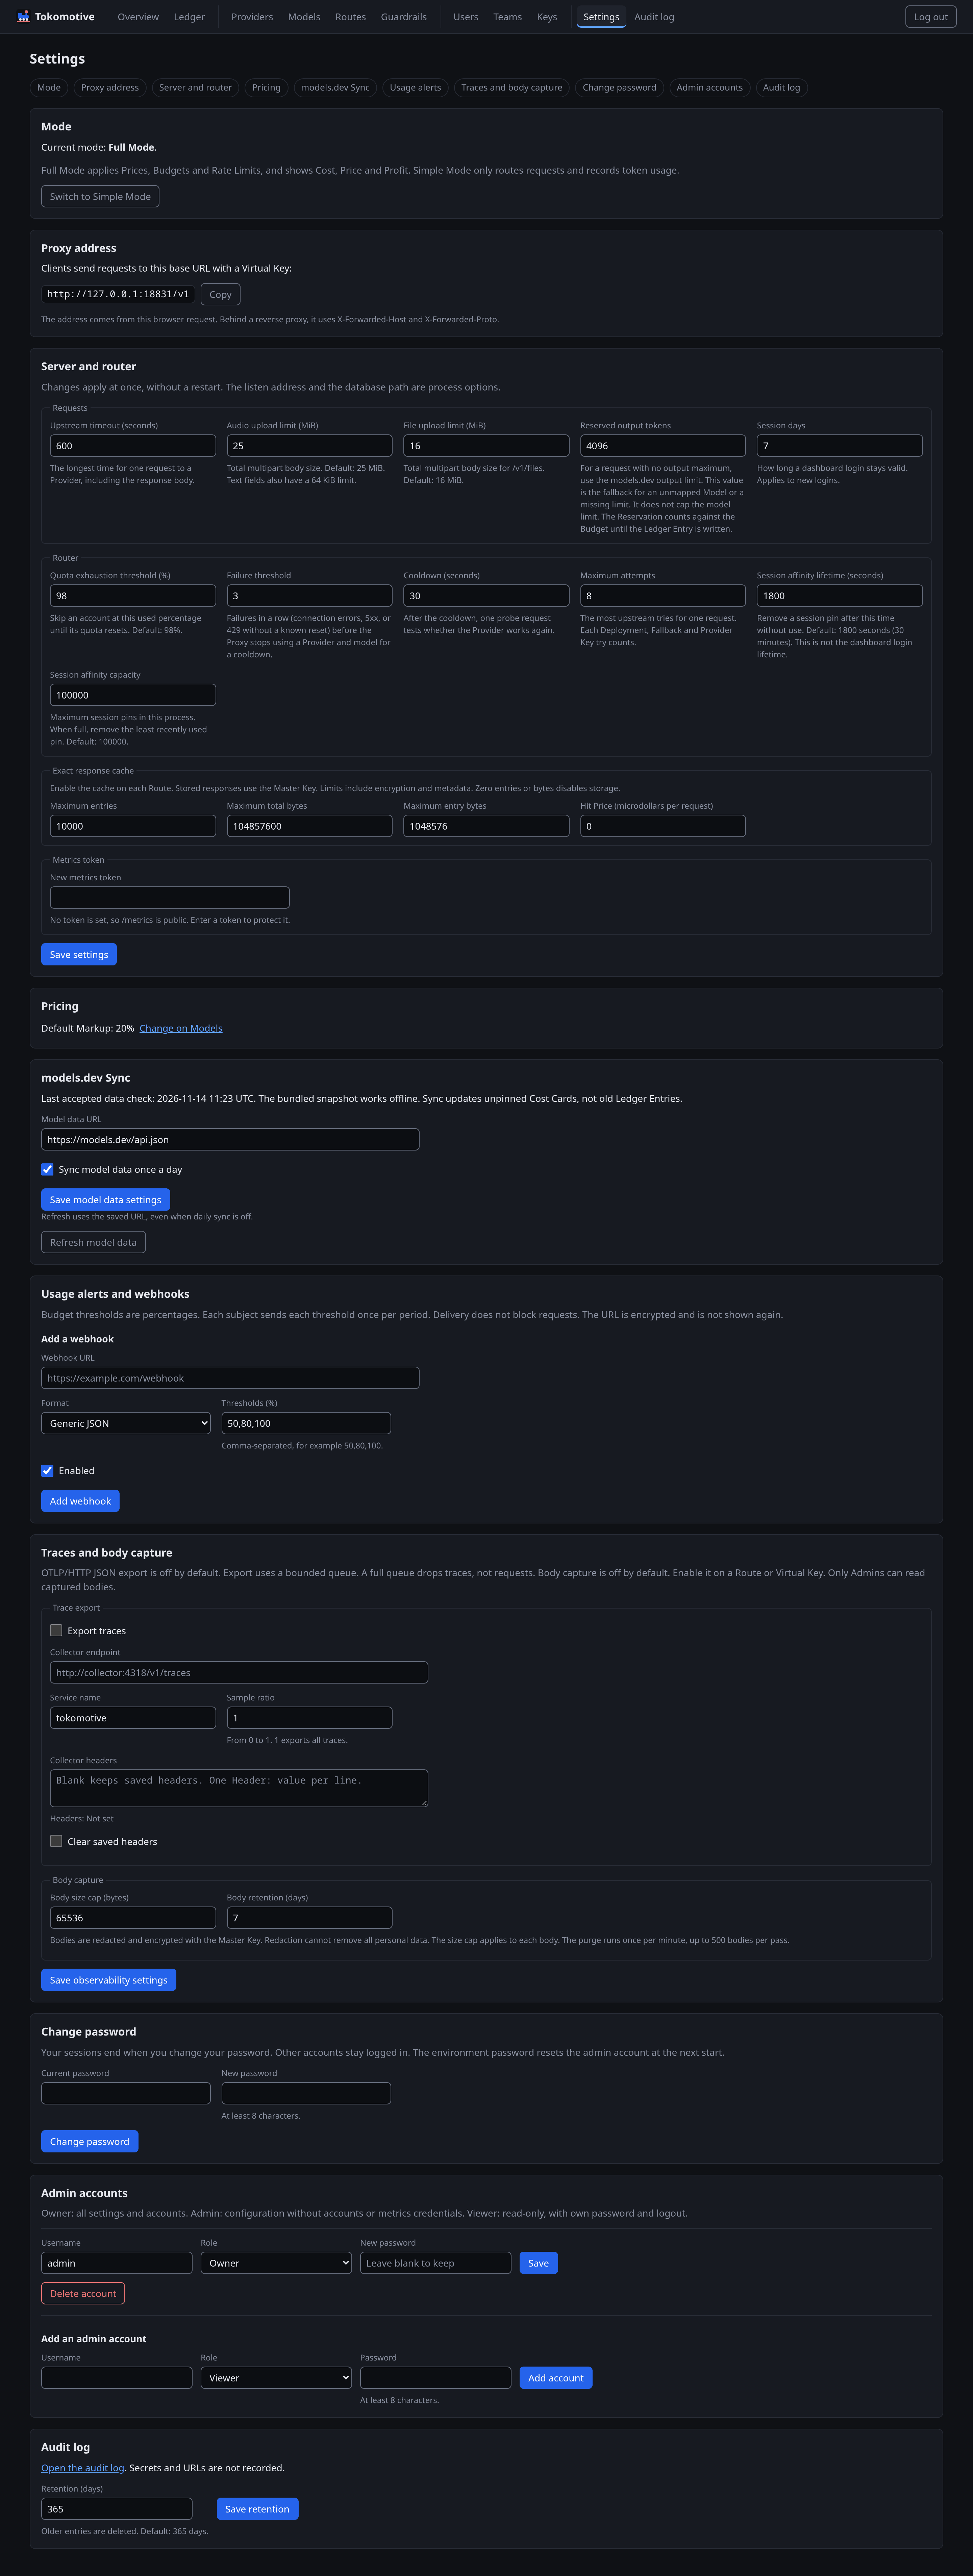 Tokomotive
Overview
Ledger
Providers
Models
Routes
Guardrails
Users
Teams
Keys
Settings
Audit log
Log out
Settings
Mode
Proxy address
Server and router
Pricing
models.dev Sync
Usage alerts
Traces and body capture
Change password
Admin accounts
Audit log
Mode
Current mode: Full Mode.
Full Mode applies Prices, Budgets and Rate Limits, and shows Cost, Price and Profit. Simple Mode only routes requests and records token usage.
Switch to Simple Mode
Proxy address
Clients send requests to this base URL with a Virtual Key:
http://127.0.0.1:18831/v1
Copy
The address comes from this browser request. Behind a reverse proxy, it uses X-Forwarded-Host and X-Forwarded-Proto.
Server and router
Changes apply at once, without a restart. The listen address and the database path are process options.
Requests
Upstream timeout (seconds)
600
The longest time for one request to a
Provider, including the response body.
Audio upload limit (MiB)
25
Total multipart body size. Default: 25 MiB.
Text fields also have a 64 KiB limit.
File upload limit (MiB)
16
Total multipart body size for /v1/files.
Default: 16 MiB.
Reserved output tokens
4096
For a request with no output maximum,
use the models.dev output limit. This value
is the fallback for an unmapped Model or a
missing limit. It does not cap the model
limit. The Reservation counts against the
Budget until the Ledger Entry is written.
Session days
7
How long a dashboard login stays valid.
Applies to new logins.
Router
Quota exhaustion threshold (%)
98
Skip an account at this used percentage
until its quota resets. Default: 98%.
Failure threshold
3
Failures in a row (connection errors, 5xx, or
429 without a known reset) before the
Proxy stops using a Provider and model for
a cooldown.
Cooldown (seconds)
30
After the cooldown, one probe request
tests whether the Provider works again.
Maximum attempts
8
The most upstream tries for one request.
Each Deployment, Fallback and Provider
Key try counts.
Session affinity lifetime (seconds)
1800
Remove a session pin after this time
without use. Default: 1800 seconds (30
minutes). This is not the dashboard login
lifetime.
Session affinity capacity
100000
Maximum session pins in this process.
When full, remove the least recently used
pin. Default: 100000.
Exact response cache
Enable the cache on each Route. Stored responses use the Master Key. Limits include encryption and metadata. Zero entries or bytes disables storage.
Maximum entries
10000
Maximum total bytes
104857600
Maximum entry bytes
1048576
Hit Price (microdollars per request)
0
Metrics token
New metrics token
No token is set, so /metrics is public. Enter a token to protect it.
Save settings
Pricing
Default Markup: 20% Change on Models
models.dev Sync
Last accepted data check: 2026-11-14 11:23 UTC. The bundled snapshot works offline. Sync updates unpinned Cost Cards, not old Ledger Entries.
Model data URL
https://models.dev/api.json
Sync model data once a day
Save model data settings
Refresh uses the saved URL, even when daily sync is off.
Refresh model data
Usage alerts and webhooks
Budget thresholds are percentages. Each subject sends each threshold once per period. Delivery does not block requests. The URL is encrypted and is not shown again.
Add a webhook
Webhook URL
https://example.com/webhook
Format
Generic JSON
Thresholds (%)
50,80,100
Comma-separated, for example 50,80,100.
Enabled
Add webhook
Traces and body capture
OTLP/HTTP JSON export is off by default. Export uses a bounded queue. A full queue drops traces, not requests. Body capture is off by default. Enable it on a Route or Virtual Key. Only Admins can read
captured bodies.
Trace export
Export traces
Collector endpoint
http://collector:4318/v1/traces
Service name
tokomotive
Sample ratio
1
From 0 to 1. 1 exports all traces.
Collector headers
Blank keeps saved headers. One Header: value per line.
Headers: Not set
Clear saved headers
Body capture
Body size cap (bytes)
65536
Body retention (days)
7
Bodies are redacted and encrypted with the Master Key. Redaction cannot remove all personal data. The size cap applies to each body. The purge runs once per minute, up to 500 bodies per pass.
Save observability settings
Change password
Your sessions end when you change your password. Other accounts stay logged in. The environment password resets the admin account at the next start.
Current password
New password
At least 8 characters.
Change password
Admin accounts
Owner: all settings and accounts. Admin: configuration without accounts or metrics credentials. Viewer: read-only, with own password and logout.
Username
admin
Role
Owner
New password
Leave blank to keep
Save
Delete account
Add an admin account
Username
Role
Viewer
Password
At least 8 characters.
Add account
Audit log
Open the audit log. Secrets and URLs are not recorded.
Retention (days)
365
Save retention
Older entries are deleted. Default: 365 days.